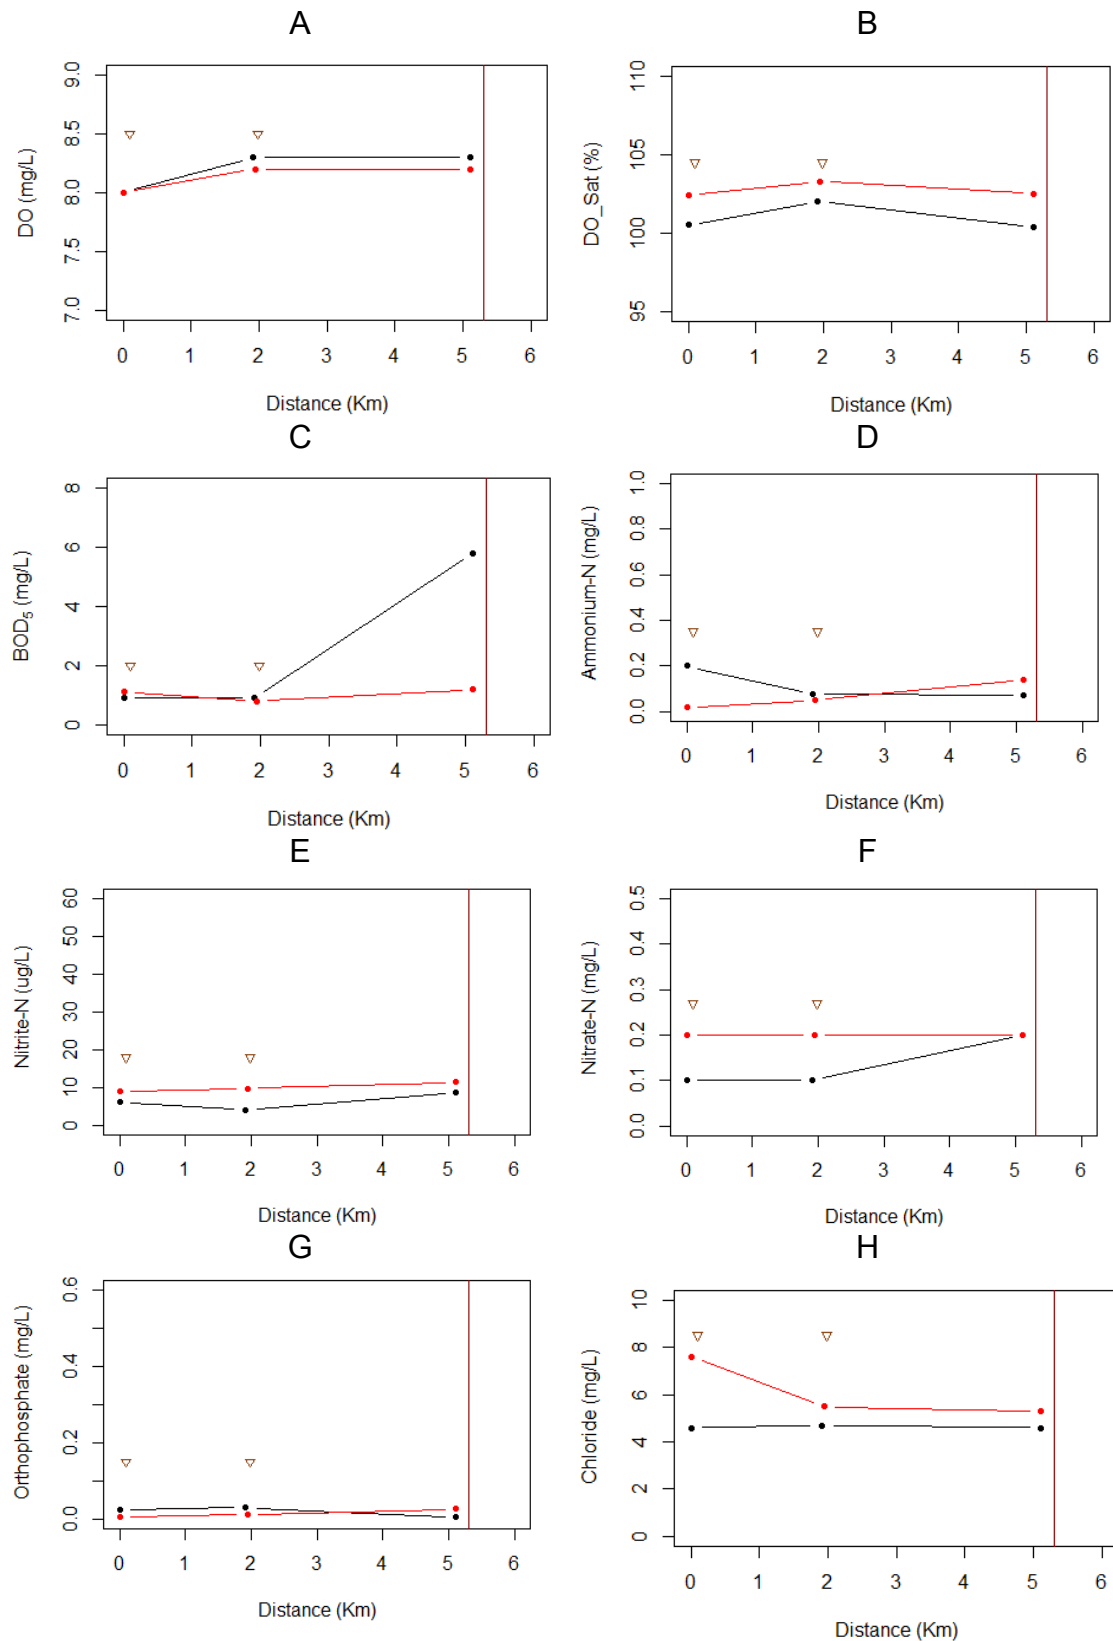 A
B
DO (mg/L)
9.0
8.5
8.0
7.5
7.0
0 1 2 3 4 5 6
Distance (Km)
DO_Sat (%)
110
105
100
95
0 1 2 3 4 5 6
Distance (Km)
C
D
BOD5 (mg/L)
8
6
4
2
0
0 1 2 3 4 5 6
Distance (Km)
Ammonium-N (mg/L)
1.0
0.8
0.6
0.4
0.2
0.0
0 1 2 3 4 5 6
Distance (Km)
E
F
Nitrite-N (ug/L)
60
50
40
30
20
10
0
0 1 2 3 4 5 6
Distance (Km)
Nitrate-N (mg/L)
0.5
0.4
0.3
0.2
0.1
0.0
0 1 2 3 4 5 6
Distance (Km)
G
H
Orthophosphate (mg/L)
0.6
0.4
0.2
0.0
0 1 2 3 4 5 6
Distance (Km)
Chloride (mg/L)
10
8
6
4
2
0
0 1 2 3 4 5 6
Distance (Km)